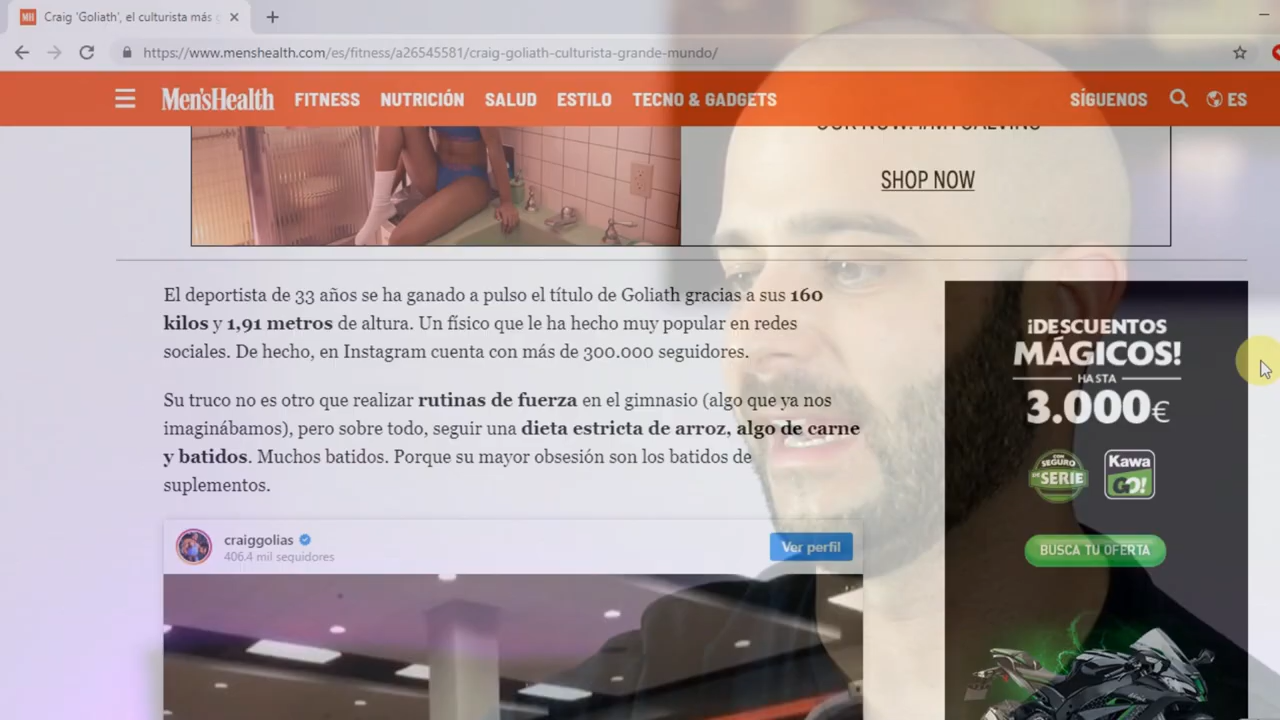 Craig 'Goliath', el culturista más
https://www.menshealth.com/es/fitness/a26545581/craig-goliath-culturista-grande-mundo/
Men'sHealth FITNESS NUTRICIÓN SALUD ESTILO TECNO & GADGETS SÍGUENOS ES
SHOP NOW
El deportista de 33 años se ha ganado a pulso el título de Goliath gracias a sus 160
kilos y 1,91 metros de altura. Un físico que le ha hecho muy popular en redes
sociales. De hecho, en Instagram cuenta con más de 300.000 seguidores.
Su truco no es otro que realizar rutinas de fuerza en el gimnasio (algo que ya nos
imaginábamos), pero sobre todo, seguir una dieta estricta de arroz, algo de carne
y batidos. Muchos batidos. Porque su mayor obsesión son los batidos de
suplementos.
craiggolias
406.4 mil seguidores
Ver perfil
¡DESCUENTOS
MÁGICOS!
HASTA
3.000€
CON
SEGURO
DE SERIE
Kawa
GO!
BUSCA TU OFERTA